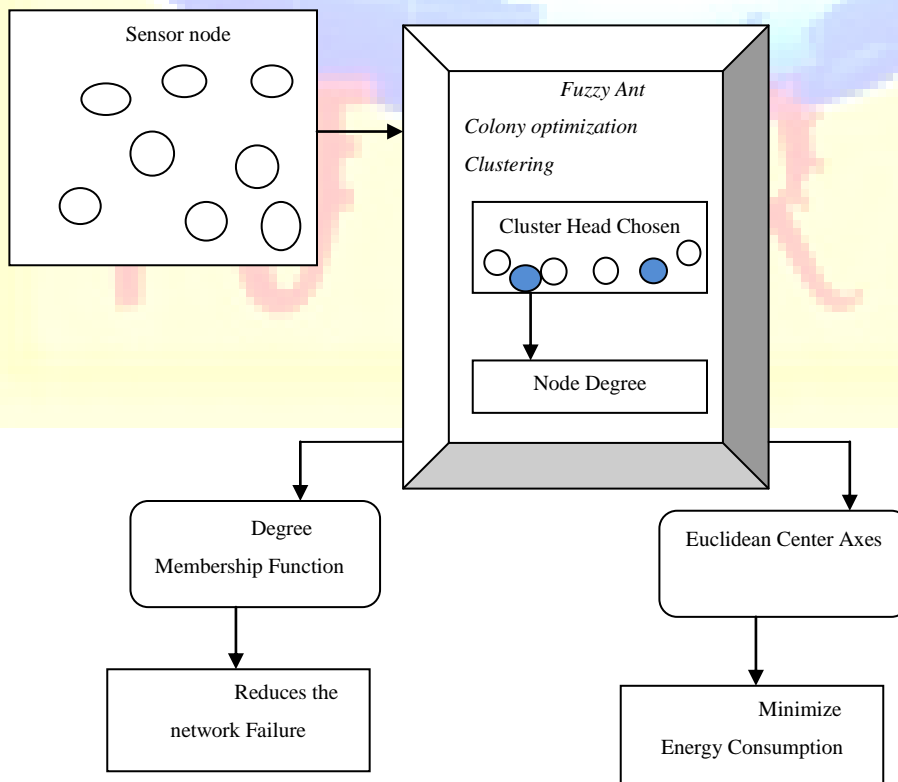 Sensor node
Fuzzy Ant
Colony optimization
Clustering
Cluster Head Chosen
Node Degree
Degree
Membership Function
Euclidean Center Axes
Reduces the
network Failure
Minimize
Energy Consumption